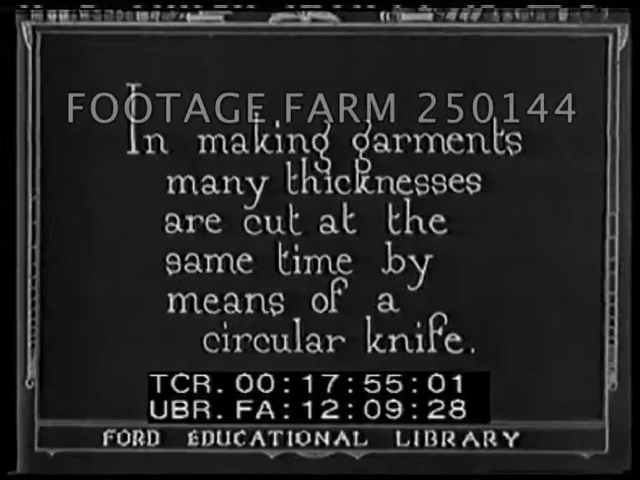 FOOTAGE FARM 250144
In making garments
many thicknesses
are cut at the
same time by
means of a
circular knife.
TCR. 00:17:55:01
UBR. FA:12:09:28
FORD EDUCATIONAL LIBRARY